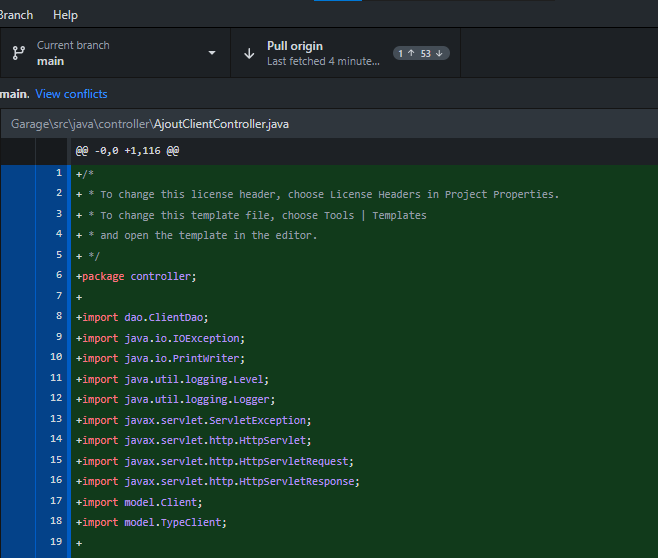 Branch Help
Current branch
main
Pull origin
Last fetched 4 minute...
1 53
main. View conflicts
Garage\src\java\controller\AjoutClientController.java
@@ -0,0 +1,116 @@
1 +/*
2 + * To change this license header, choose License Headers in Project Properties.
3 + * To change this template file, choose Tools | Templates
4 + * and open the template in the editor.
5 + */
6 +package controller;
7 +
8 +import dao.ClientDao;
9 +import java.io.IOException;
10 +import java.io.PrintWriter;
11 +import java.util.logging.Level;
12 +import java.util.logging.Logger;
13 +import javax.servlet.ServletException;
14 +import javax.servlet.http.HttpServlet;
15 +import javax.servlet.http.HttpServletRequest;
16 +import javax.servlet.http.HttpServletResponse;
17 +import model.Client;
18 +import model.TypeClient;
19 +